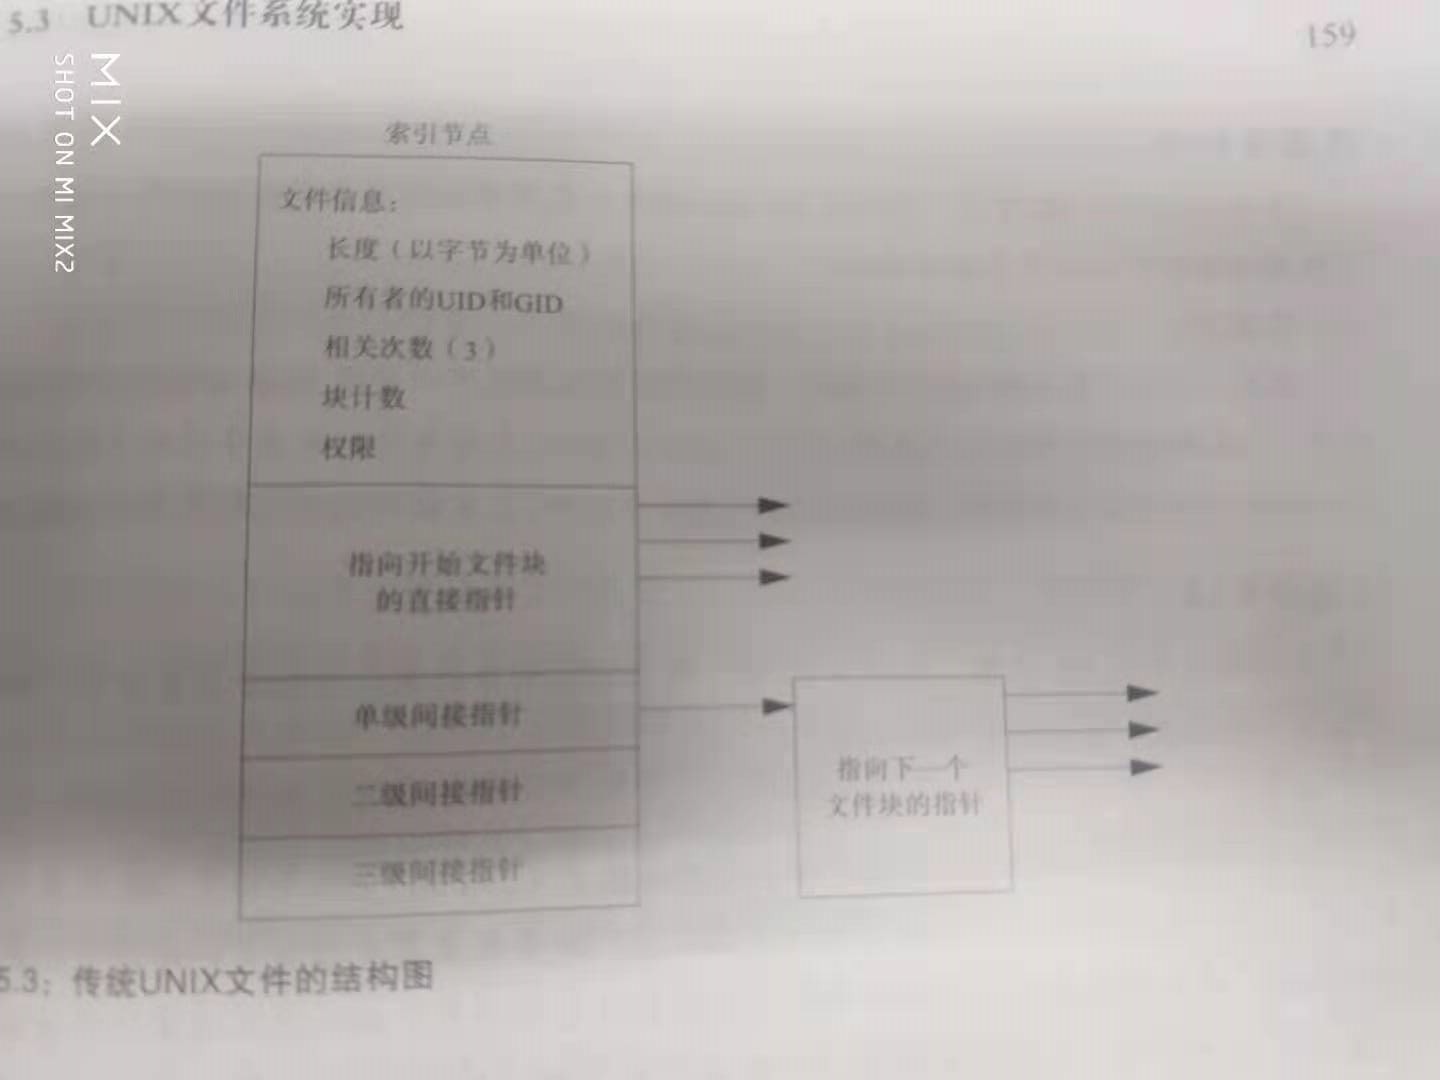 5.3 UNIX文件系统实现
159
MIX
SHOT ON MI MIX2
索引节点
文件信息：
长度（以字节为单位）
所有者的UID和GID
相关次数（3）
块计数
权限
指向开始文件块
的直接指针
单级间接指针
二级间接指针
三级间接指针
指向下一个
文件块的指针
5.3：传统UNIX文件的结构图